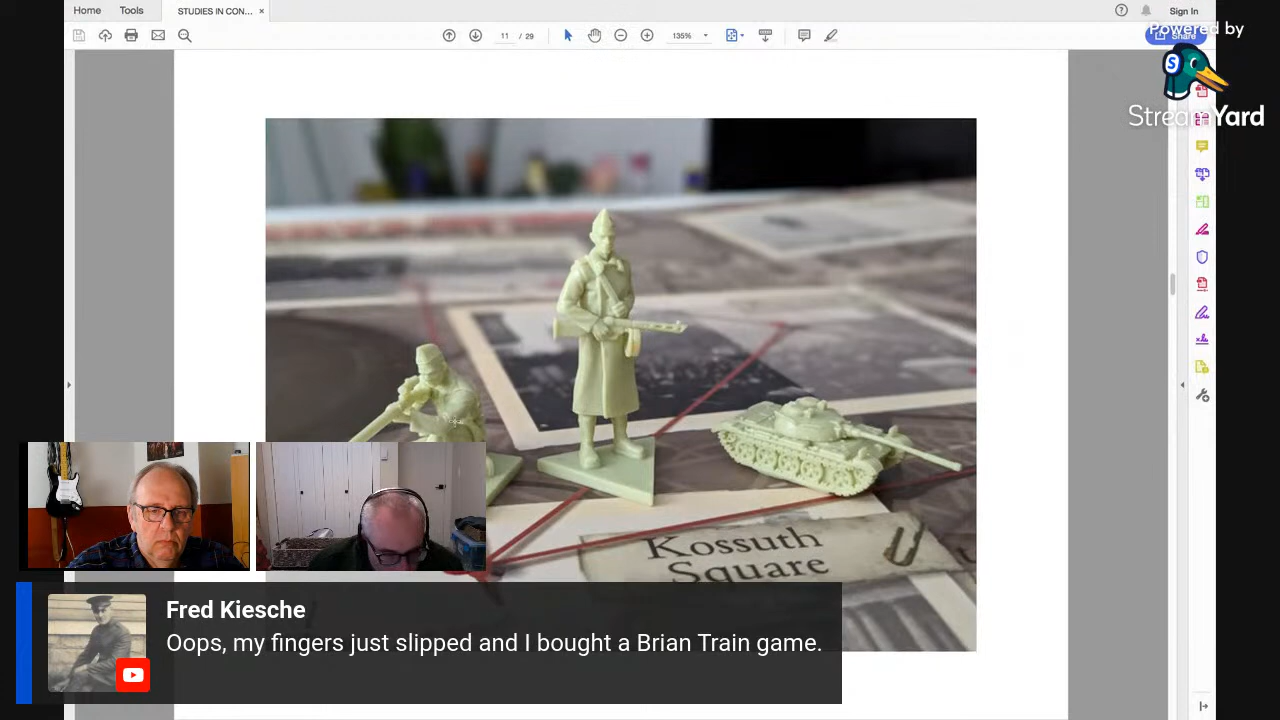 Home
Tools
STUDIES IN CON...
×
Sign In
11 / 29
135%
Share
Powered by
S
StreamYard
Kossuth
Square
Fred Kiesche
Oops, my fingers just slipped and I bought a Brian Train game.